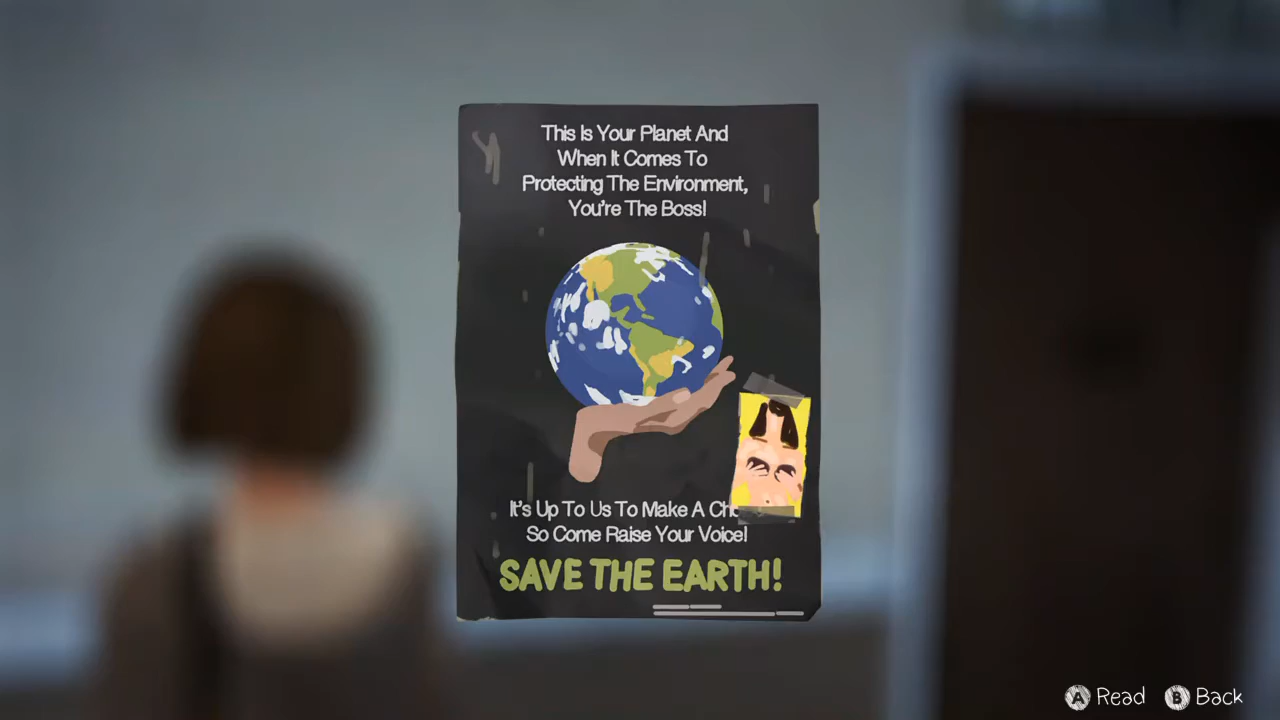 This Is Your Planet And
When It Comes To
Protecting The Environment,
You're The Boss!
It's Up To Us To Make A
So Come Raise Your Voice!
SAVE THE EARTH!
A Read B Back